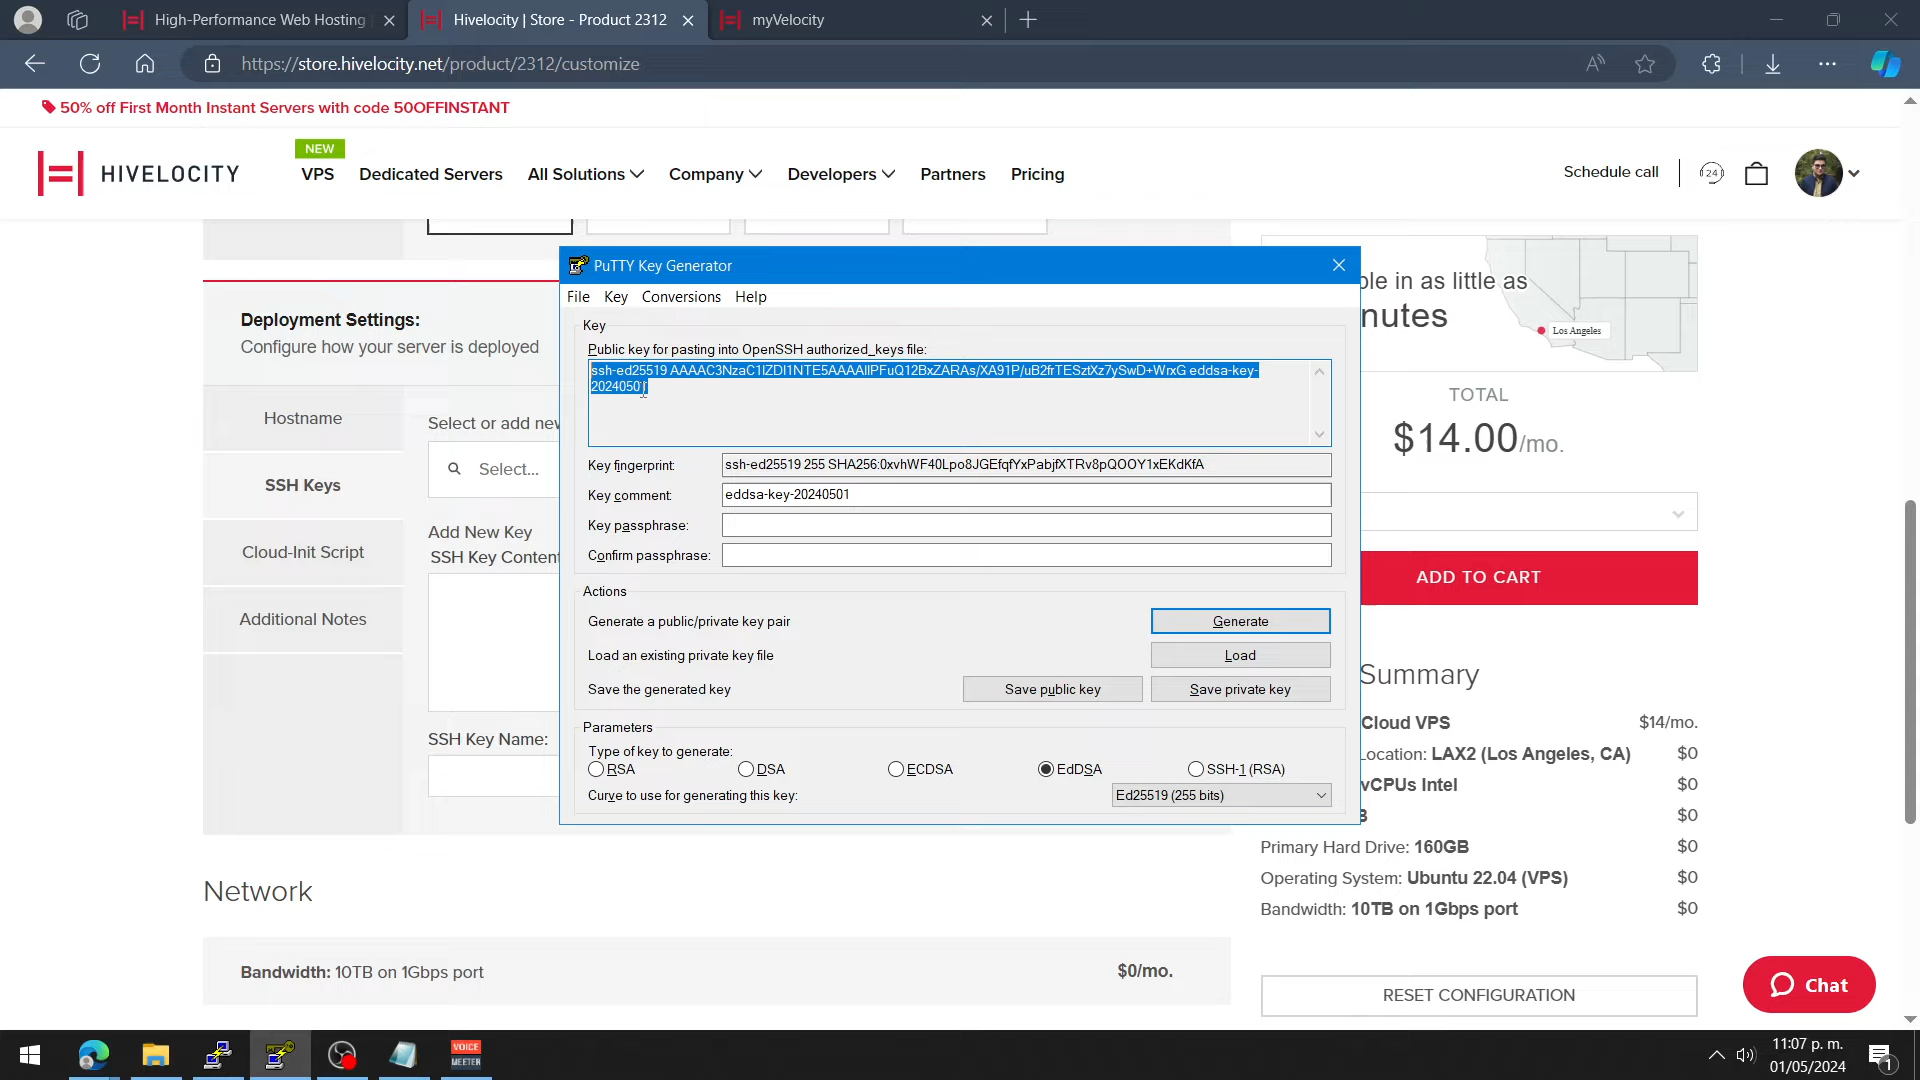 High-Performance Web Hosting
Hivelocity | Store - Product 2312
myVelocity
https://store.hivelocity.net/product/2312/customize
50% off First Month Instant Servers with code 50OFFINSTANT
HIVELOCITY
NEW
VPS
Dedicated Servers
All Solutions
Company
Developers
Partners
Pricing
Schedule call
24
PuTTY Key Generator
File Key Conversions Help
Key
Public key for pasting into OpenSSH authorized_keys file:
ssh-ed25519 AAAAC3NzaC1lZDI1NTE5AAAAIIPFuQ12BxZARAs/XA91P/uB2frTESztXz7ySwD+WrxG eddsa-key-
20240501
Key fingerprint:
ssh-ed25519 255 SHA256:0xvhWF40Lpo8JGEfqfYxPabjfXTRv8pQOOY1xEKdKfA
Key comment:
eddsa-key-20240501
Key passphrase:
Confirm passphrase:
Actions
Generate a public/private key pair
Generate
Load an existing private key file
Load
Save the generated key
Save public key
Save private key
Parameters
Type of key to generate:
RSA
DSA
ECDSA
EdDSA
SSH-1 (RSA)
Curve to use for generating this key:
Ed25519 (255 bits)
Deployment Settings:
Configure how your server is deployed
Hostname
SSH Keys
Cloud-Init Script
Additional Notes
Select or add new
Select...
Add New Key
SSH Key Content
SSH Key Name:
Network
Bandwidth: 10TB on 1Gbps port
$0/mo.
ble in as little as
nutes
Los Angeles
TOTAL
$14.00/mo.
ADD TO CART
Summary
Cloud VPS
$14/mo.
Location: LAX2 (Los Angeles, CA)
$0
vCPUs Intel
$0
B
$0
Primary Hard Drive: 160GB
$0
Operating System: Ubuntu 22.04 (VPS)
$0
Bandwidth: 10TB on 1Gbps port
$0
RESET CONFIGURATION
Chat
VOICE
MEETER
11:07 p. m.
01/05/2024
1